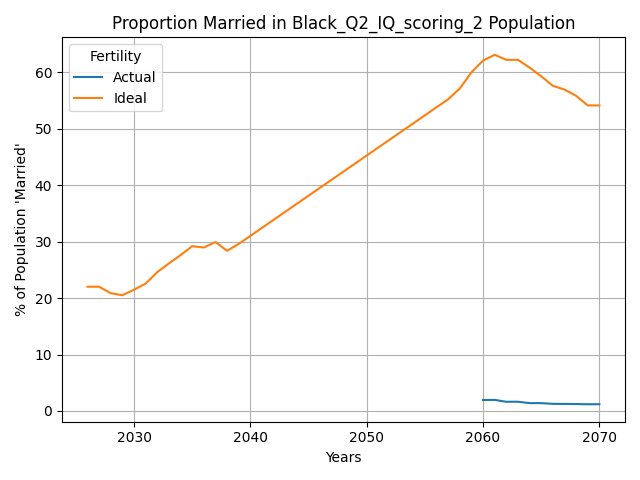 Proportion Married in Black_Q2_IQ_scoring_2 Population
Fertility
Actual
Ideal
% of Population 'Married'
60
50
40
30
20
10
0
2030
2040
2050
2060
2070
Years